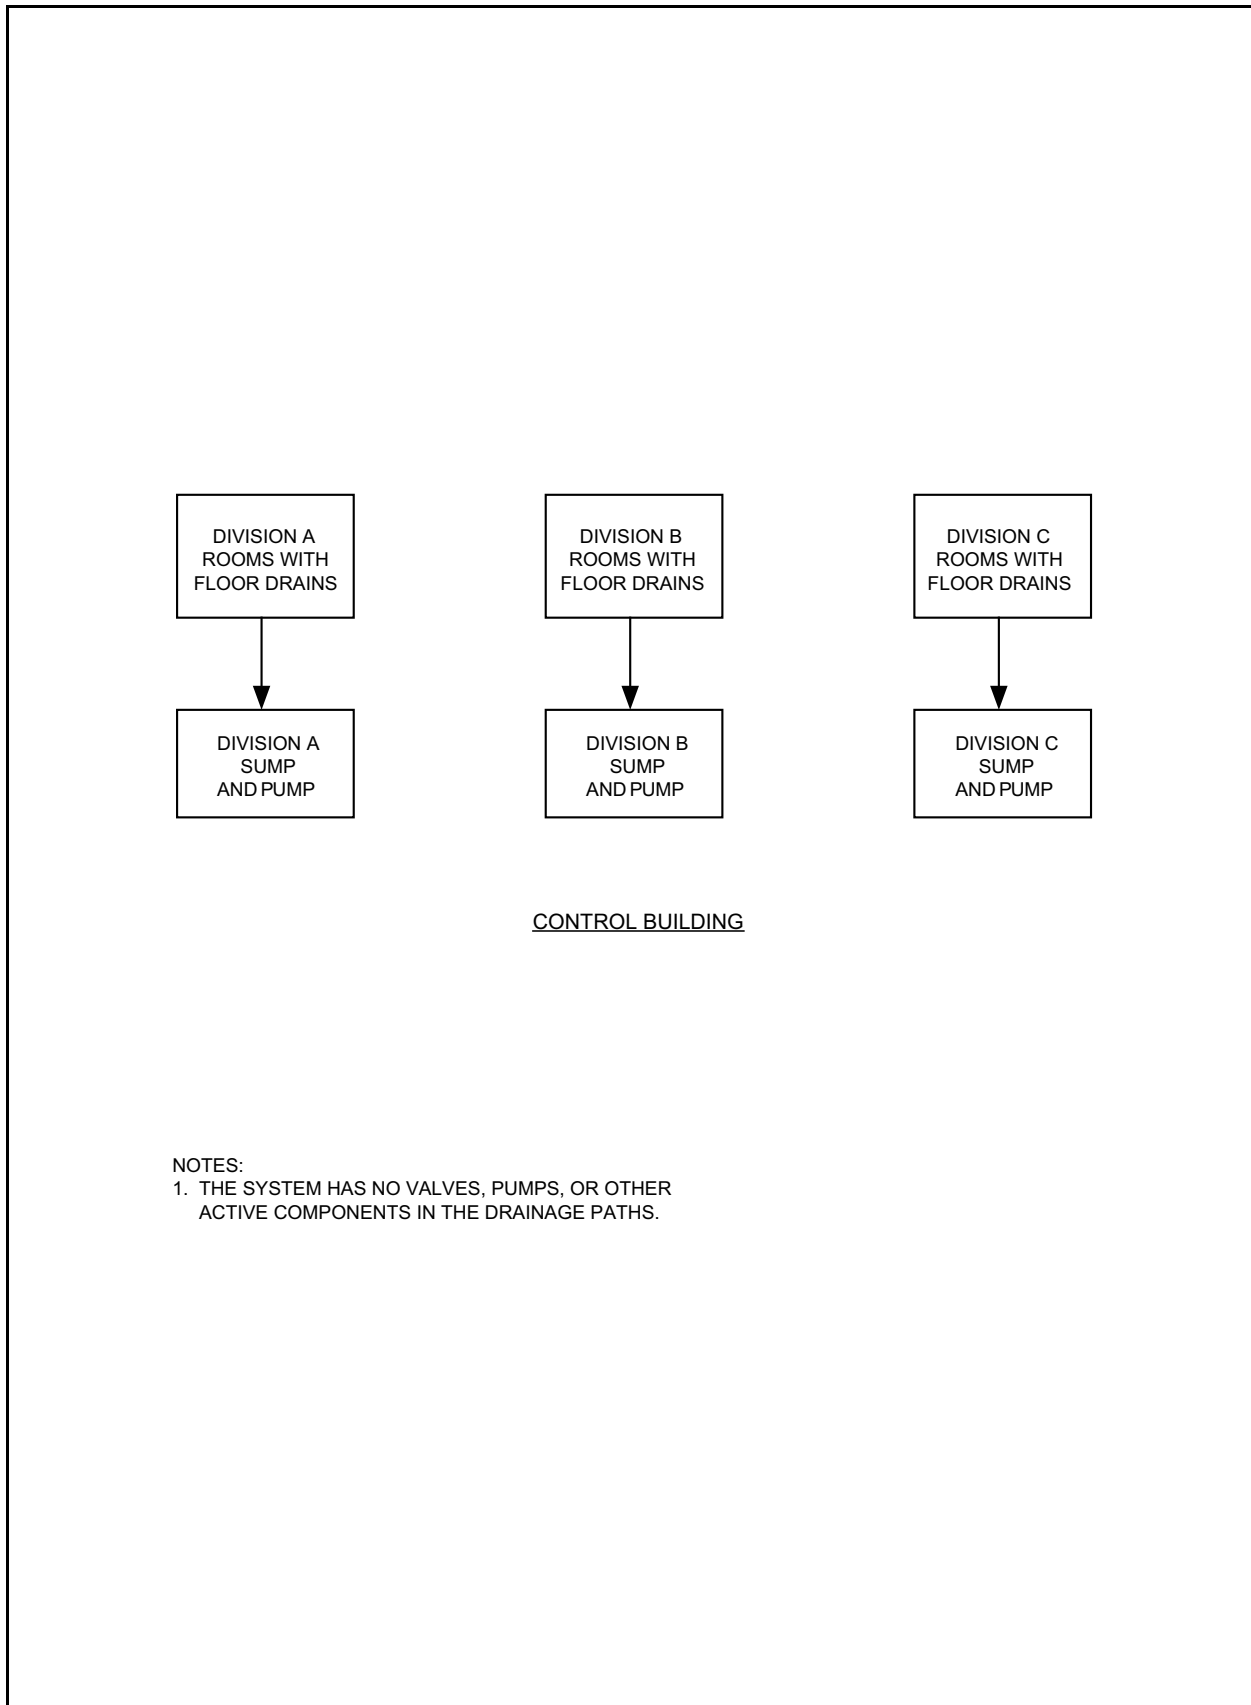 DIVISION A
ROOMS WITH
FLOOR DRAINS
DIVISION B
ROOMS WITH
FLOOR DRAINS
DIVISION C
ROOMS WITH
FLOOR DRAINS
DIVISION A
SUMP
AND PUMP
DIVISION B
SUMP
AND PUMP
DIVISION C
SUMP
AND PUMP
CONTROL BUILDING
NOTES:
1. THE SYSTEM HAS NO VALVES, PUMPS, OR OTHER
ACTIVE COMPONENTS IN THE DRAINAGE PATHS.